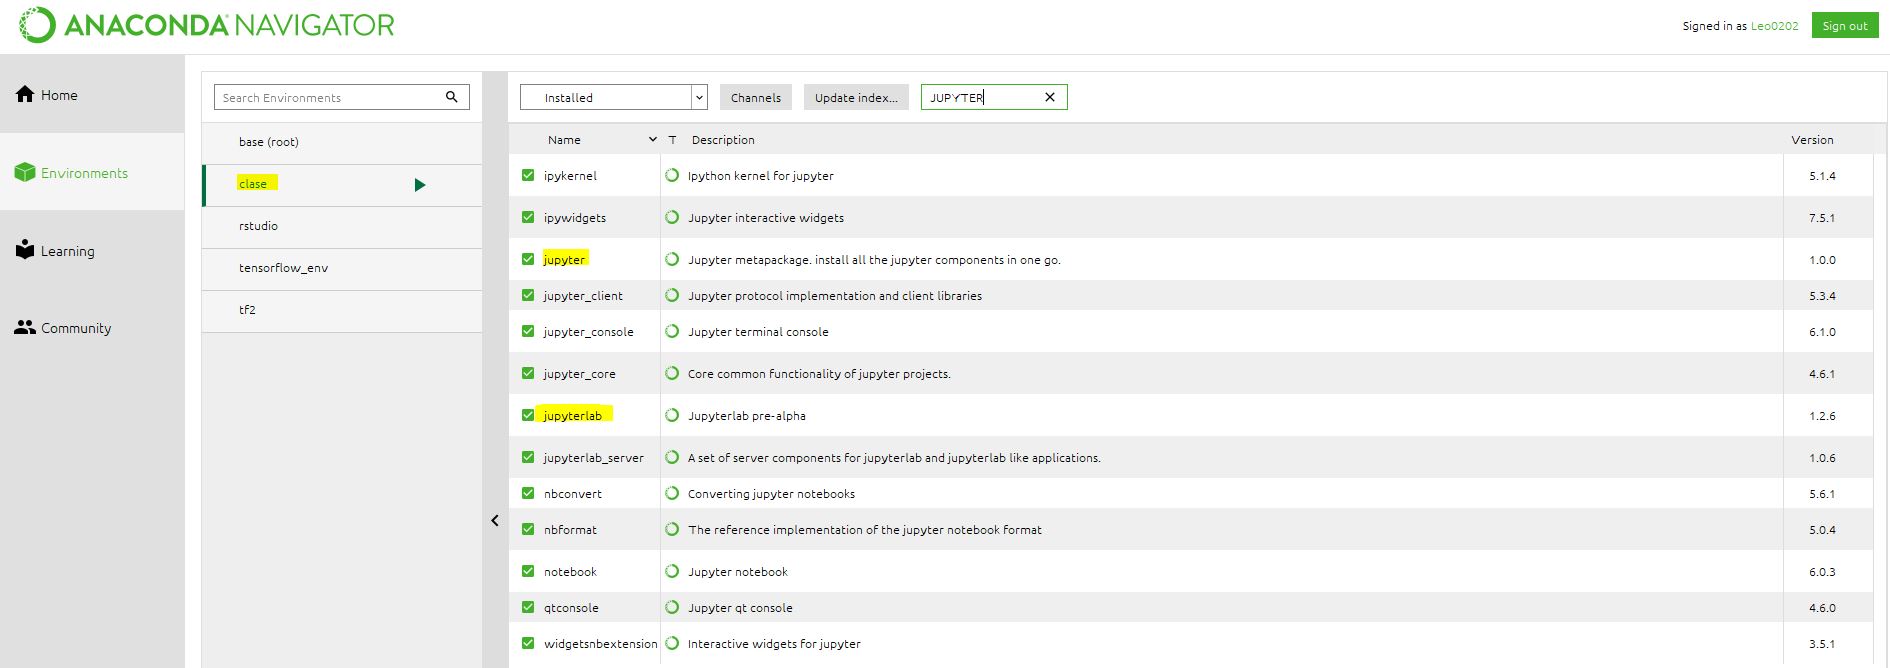 ANACONDA NAVIGATOR
Signed in as Leo0202
Sign out
Home
Environments
Learning
Community
Search Environments
base (root)
clase
rstudio
tensorflow_env
tf2
Installed
Channels
Update index...
JUPYTER
Name T Description Version
ipykernel Ipython kernel for jupyter 5.1.4
ipywidgets Jupyter interactive widgets 7.5.1
jupyter Jupyter metapackage. install all the jupyter components in one go. 1.0.0
jupyter_client Jupyter protocol implementation and client libraries 5.3.4
jupyter_console Jupyter terminal console 6.1.0
jupyter_core Core common functionality of jupyter projects. 4.6.1
jupyterlab Jupyterlab pre-alpha 1.2.6
jupyterlab_server A set of server components for jupyterlab and jupyterlab like applications. 1.0.6
nbconvert Converting jupyter notebooks 5.6.1
nbformat The reference implementation of the jupyter notebook format 5.0.4
notebook Jupyter notebook 6.0.3
qtconsole Jupyter qt console 4.6.0
widgetsnbextension Interactive widgets for jupyter 3.5.1